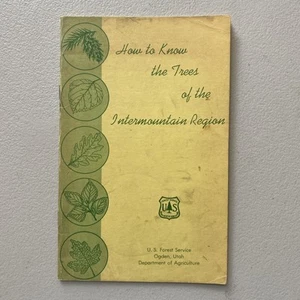 How to Know
the Trees
of the
Intermountain Region
U S
U. S. Forest Service
Ogden, Utah
Department of Agriculture